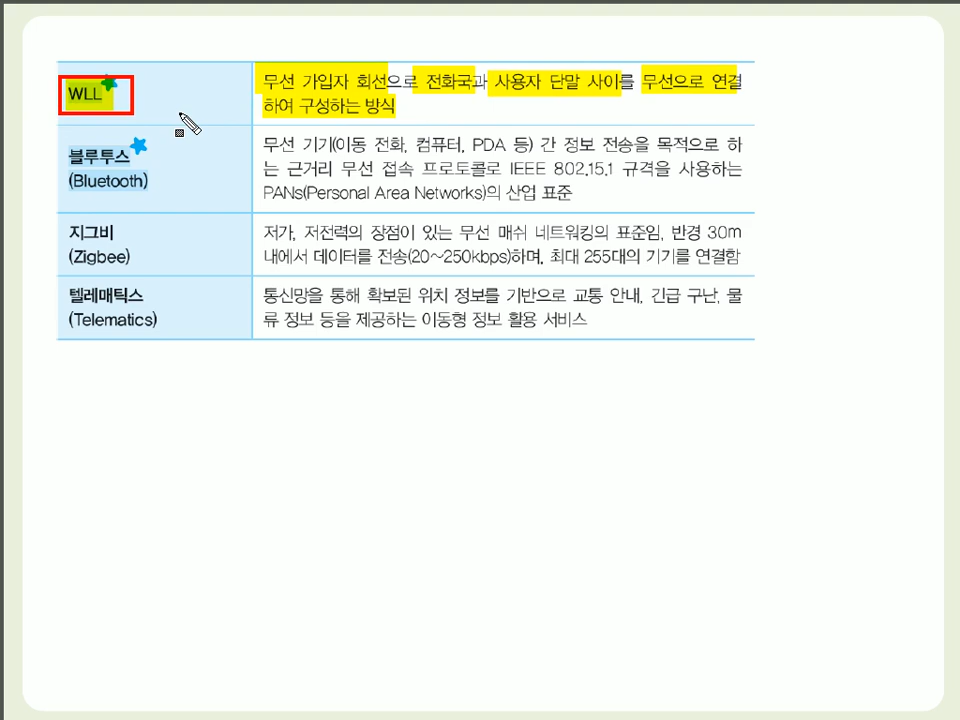 WLL
무선 가입자 회선으로 전화국과 사용자 단말 사이를 무선으로 연결
하여 구성하는 방식
블루투스
(Bluetooth)
무선 기기(이동 전화, 컴퓨터, PDA 등) 간 정보 전송을 목적으로 하
는 근거리 무선 접속 프로토콜로 IEEE 802.15.1 규격을 사용하는
PANs(Personal Area Networks)의 산업 표준
지그비
(Zigbee)
저가, 저전력의 장점이 있는 무선 매쉬 네트워킹의 표준임, 반경 30m
내에서 데이터를 전송(20~250kbps)하며, 최대 255대의 기기를 연결함
텔레매틱스
(Telematics)
통신망을 통해 확보된 위치 정보를 기반으로 교통 안내, 긴급 구난, 물
류 정보 등을 제공하는 이동형 정보 활용 서비스